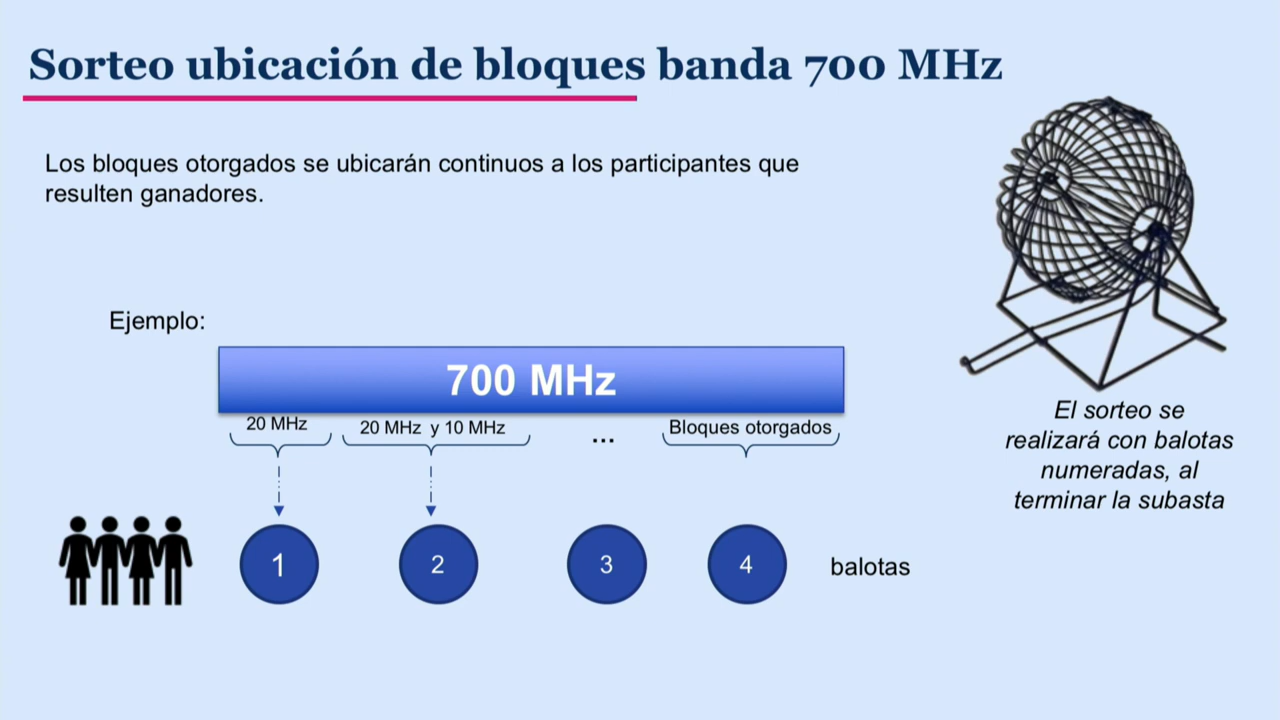 Sorteo ubicación de bloques banda 700 MHz
Los bloques otorgados se ubicarán continuos a los participantes que
resulten ganadores.
Ejemplo:
700 MHz
20 MHz
20 MHz y 10 MHz
...
Bloques otorgados
1
2
3
4
balotas
El sorteo se
realizará con balotas
numeradas, al
terminar la subasta